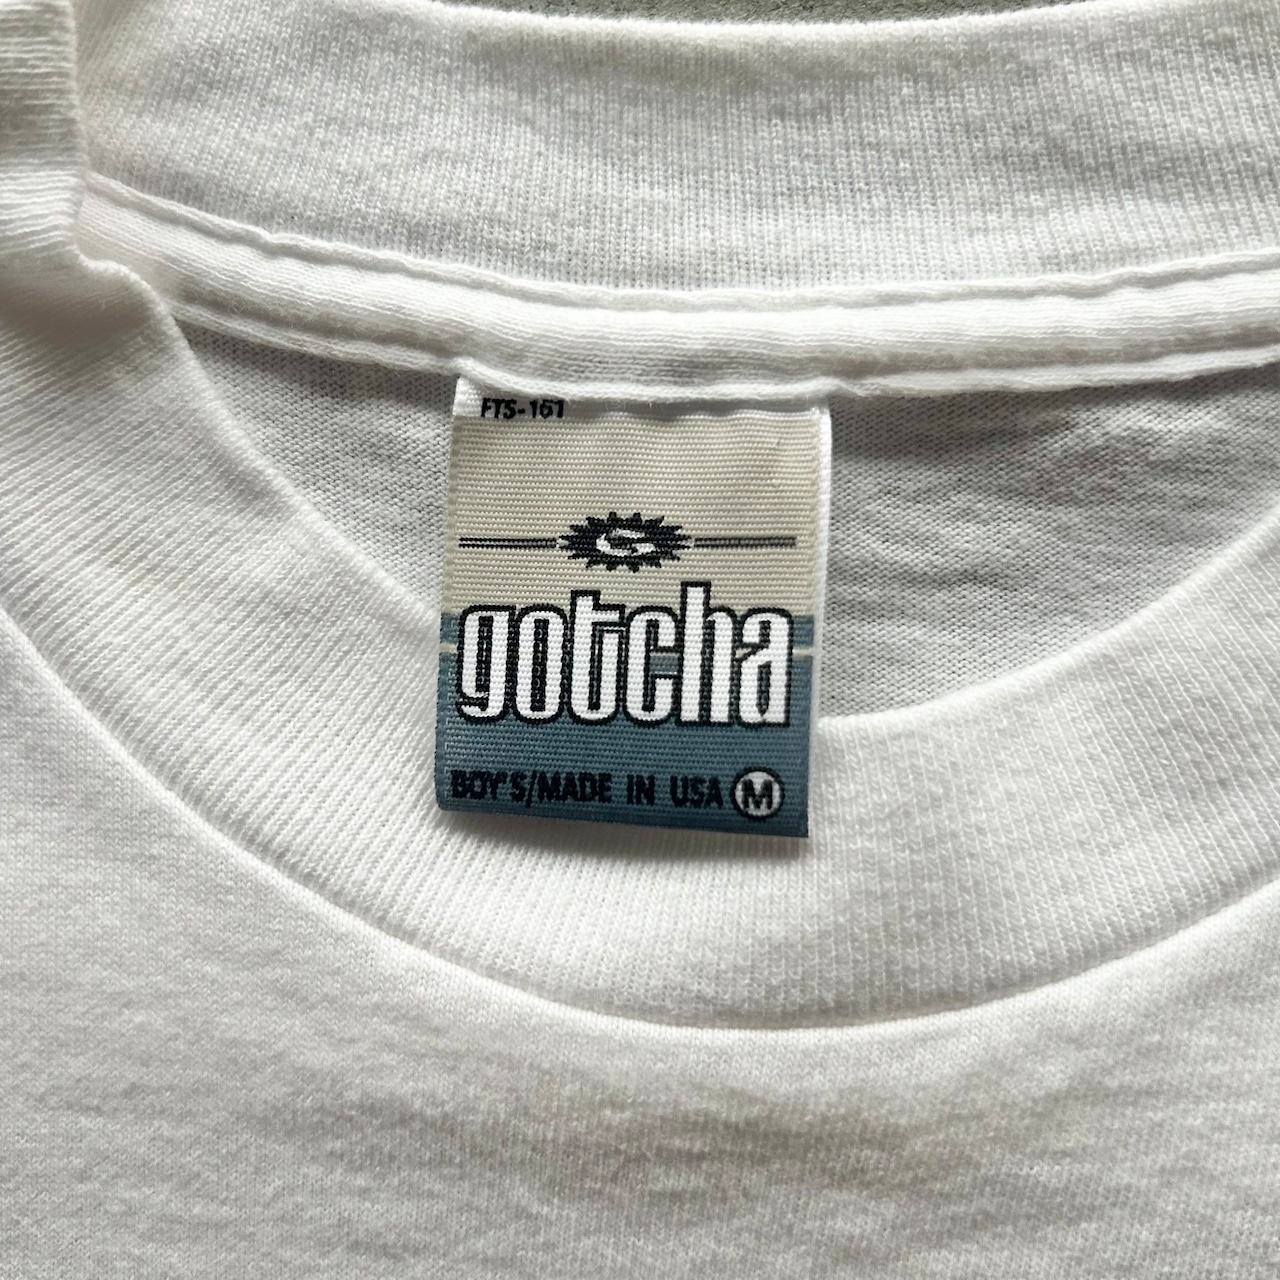 FTS-161
gotcha
BOY'S/MADE IN USA M